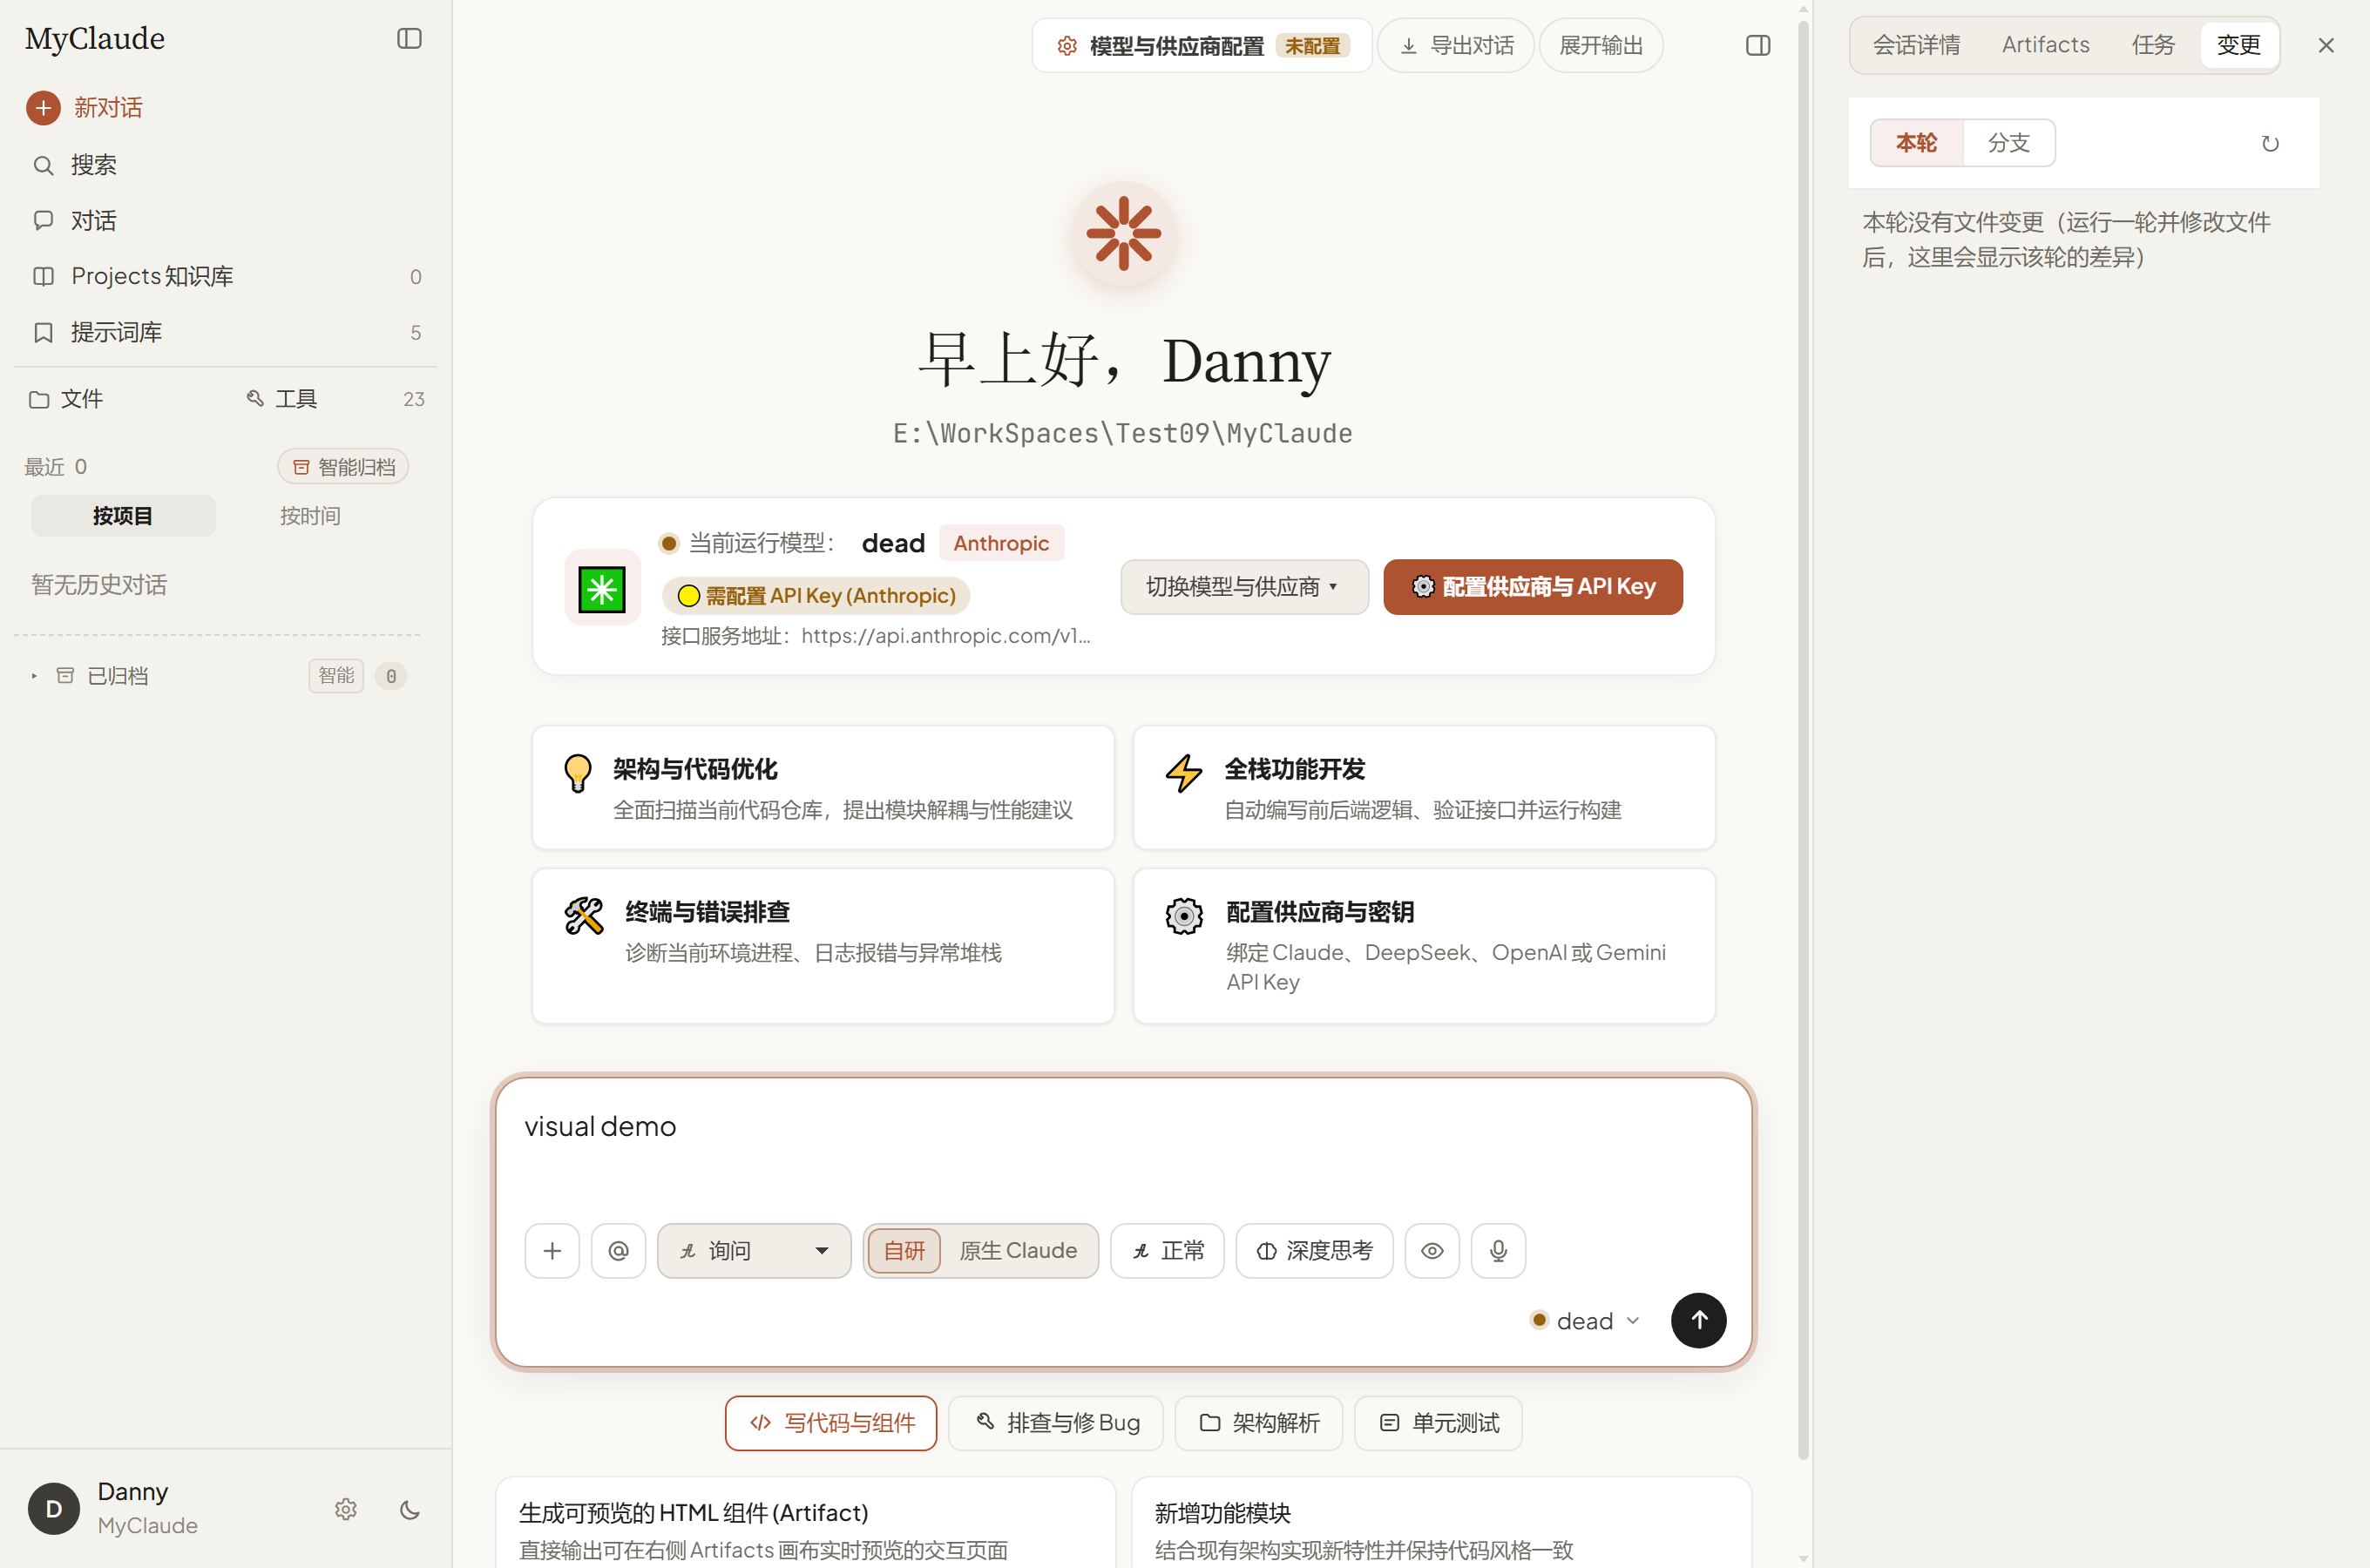 MyClaude
新对话
搜索
对话
Projects 知识库 0
提示词库 5
文件 工具 23
最近 0 智能归档
按项目 按时间
暂无历史对话
已归档 智能 0
D
Danny
MyClaude
模型与供应商配置 未配置 导出对话 展开输出
早上好，Danny
E:\WorkSpaces\Test09\MyClaude
当前运行模型： dead Anthropic
需配置 API Key (Anthropic)
接口服务地址：https://api.anthropic.com/v1...
切换模型与供应商
配置供应商与 API Key
架构与代码优化
全面扫描当前代码仓库，提出模块解耦与性能建议
全栈功能开发
自动编写前后端逻辑、验证接口并运行构建
终端与错误排查
诊断当前环境进程、日志报错与异常堆栈
配置供应商与密钥
绑定 Claude、DeepSeek、OpenAI 或 Gemini
API Key
visual demo
询问 自研 原生 Claude 正常 深度思考
dead
写代码与组件 排查与修 Bug 架构解析 单元测试
生成可预览的 HTML 组件 (Artifact)
直接输出可在右侧 Artifacts 画布实时预览的交互页面
新增功能模块
结合现有架构实现新特性并保持代码风格一致
会话详情 Artifacts 任务 变更
本轮 分支
本轮没有文件变更（运行一轮并修改文件
后，这里会显示该轮的差异）